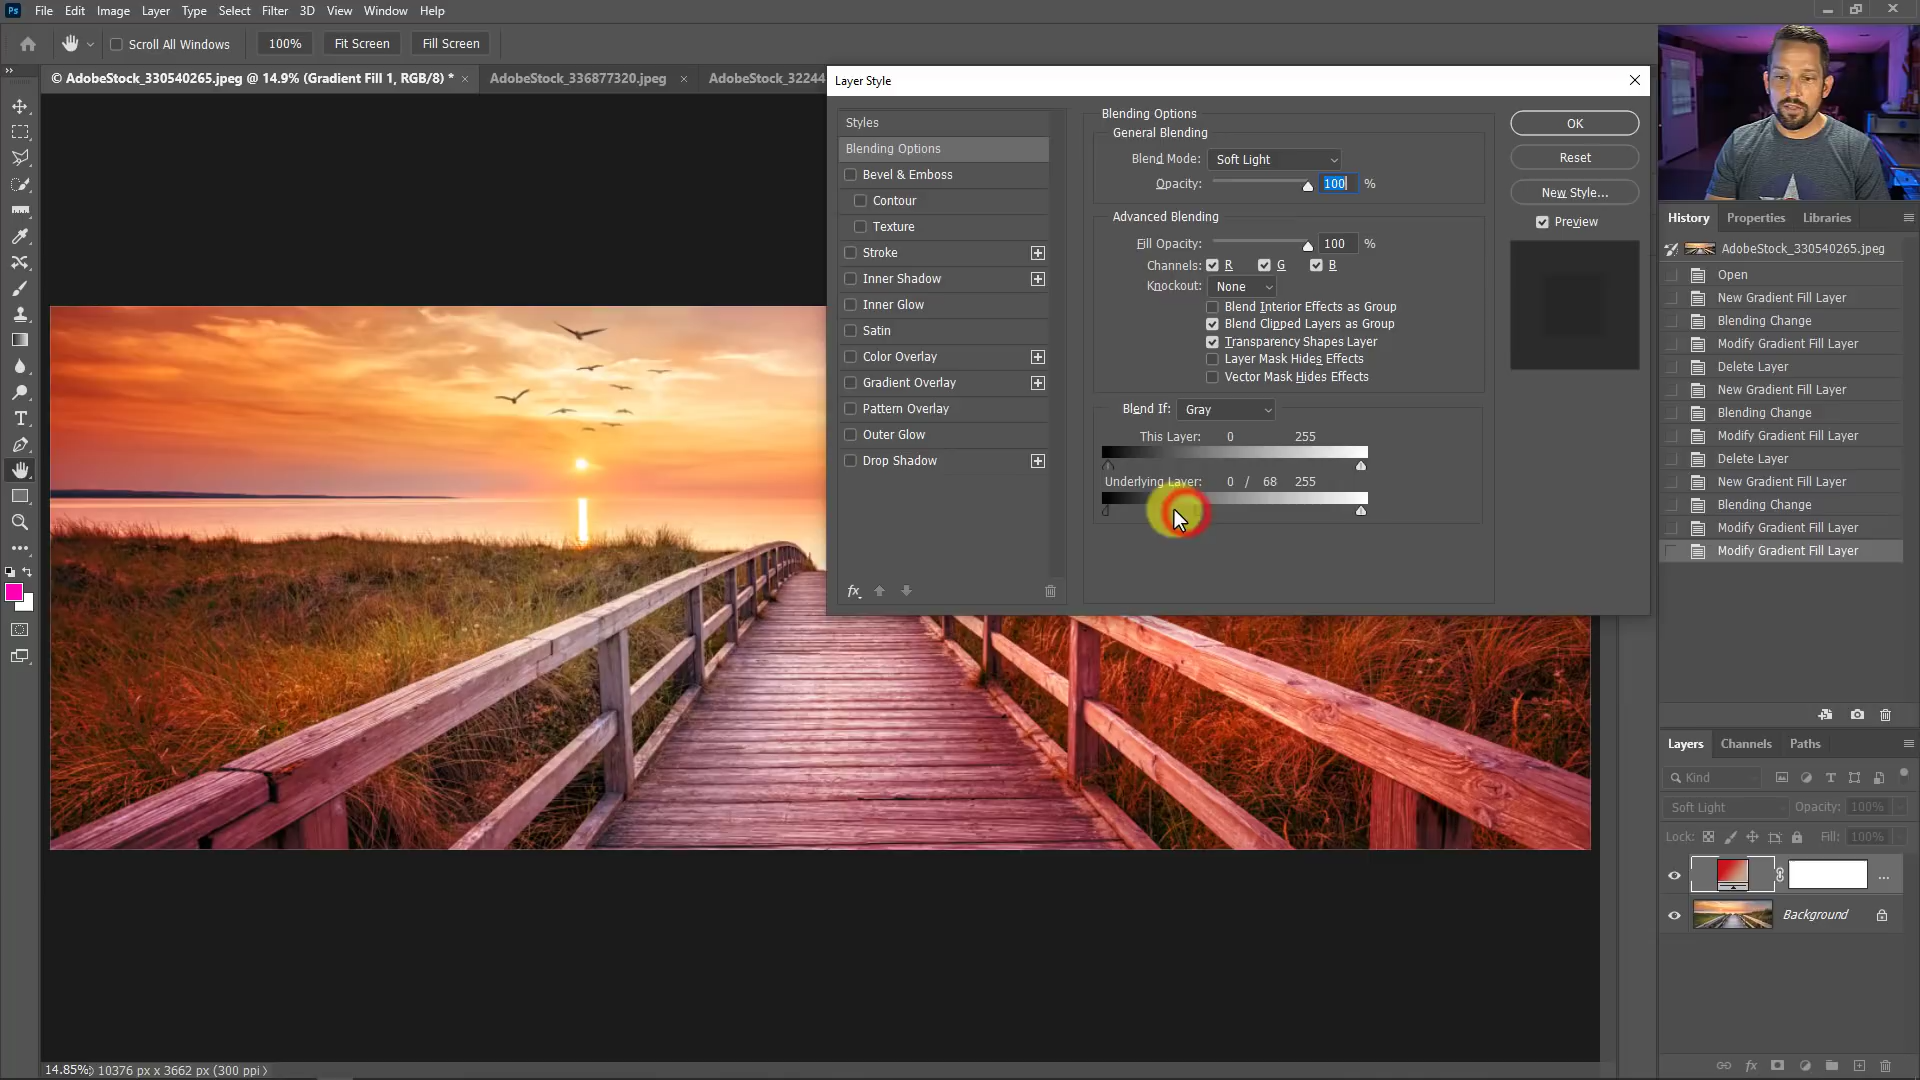 Ps File Edit Image Layer Type Select Filter 3D View Window Help
Scroll All Windows 100% Fit Screen Fill Screen
© AdobeStock_330540265.jpeg @ 14.9% (Gradient Fill 1, RGB/8) * × AdobeStock_336877320.jpeg × AdobeStock_32244
Layer Style
Styles
Blending Options
Bevel & Emboss
Contour
Texture
Stroke
Inner Shadow
Inner Glow
Satin
Color Overlay
Gradient Overlay
Pattern Overlay
Outer Glow
Drop Shadow
fx
Blending Options
General Blending
Blend Mode: Soft Light
Opacity: 100 %
Advanced Blending
Fill Opacity: 100 %
Channels: R G B
Knockout: None
Blend Interior Effects as Group
Blend Clipped Layers as Group
Transparency Shapes Layer
Layer Mask Hides Effects
Vector Mask Hides Effects
Blend If: Gray
This Layer: 0 255
Underlying Layer: 0 / 68 255
OK
Reset
New Style...
Preview
History Properties Libraries
AdobeStock_330540265.jpeg
Open
New Gradient Fill Layer
Blending Change
Modify Gradient Fill Layer
Delete Layer
New Gradient Fill Layer
Blending Change
Modify Gradient Fill Layer
Delete Layer
New Gradient Fill Layer
Blending Change
Modify Gradient Fill Layer
Modify Gradient Fill Layer
Layers Channels Paths
Kind
Soft Light Opacity: 100%
Lock: Fill: 100%
...
Background
fx
14.85% 10376 px x 3662 px (300 ppi)